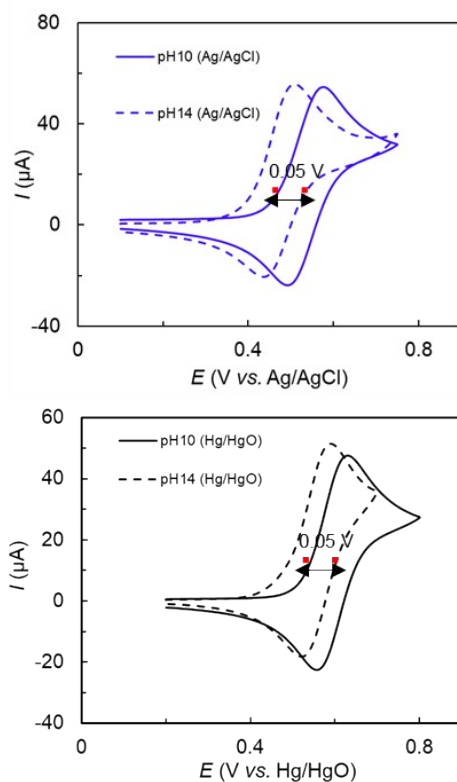 80
pH10 (Ag/AgCl)
pH14 (Ag/AgCl)
40
0.05 V
I (µA)
0
-40
0
0.4
0.8
E (V vs. Ag/AgCl)
60
pH10 (Hg/HgO)
40
pH14 (Hg/HgO)
20
0.05 V
I (µA)
0
-20
-40
0
0.4
0.8
E (V vs. Hg/HgO)